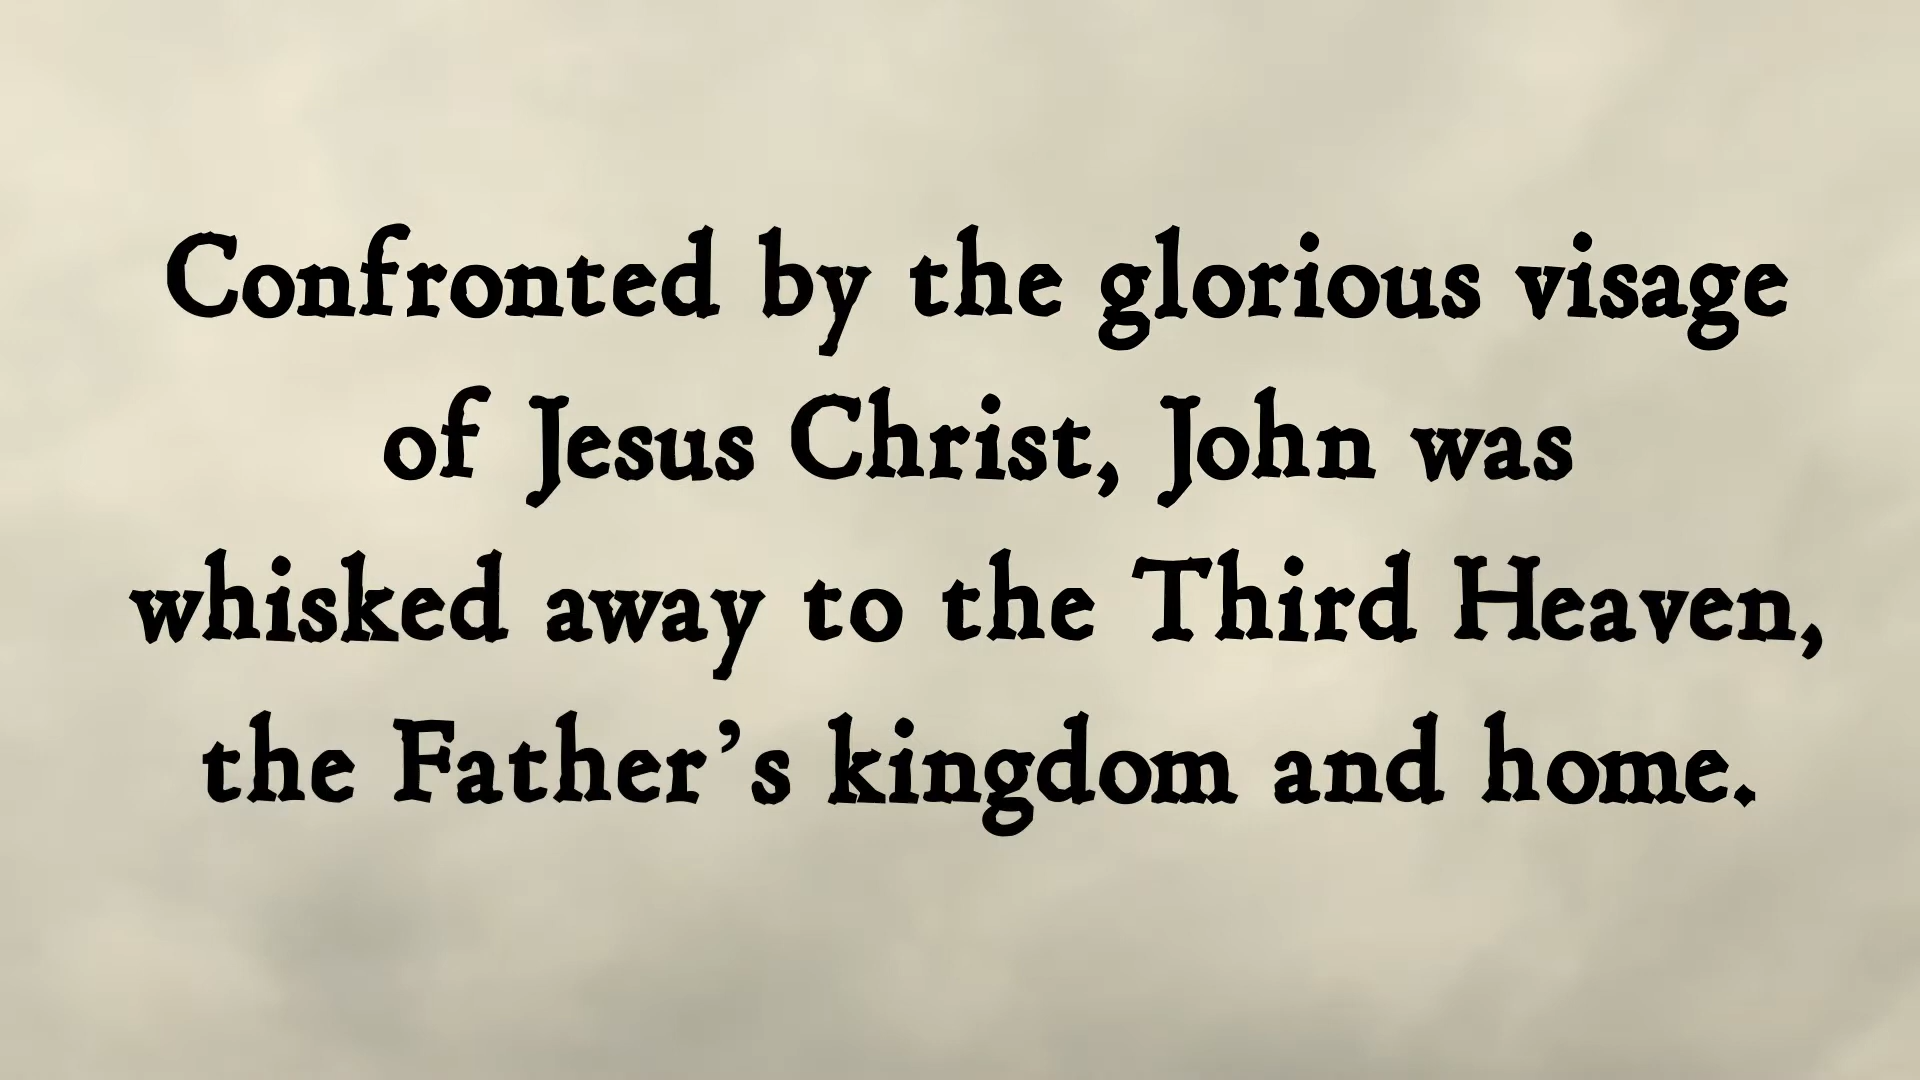 Confronted by the glorious visage
of Jesus Christ, John was
whisked away to the Third Heaven,
the Father’s kingdom and home.